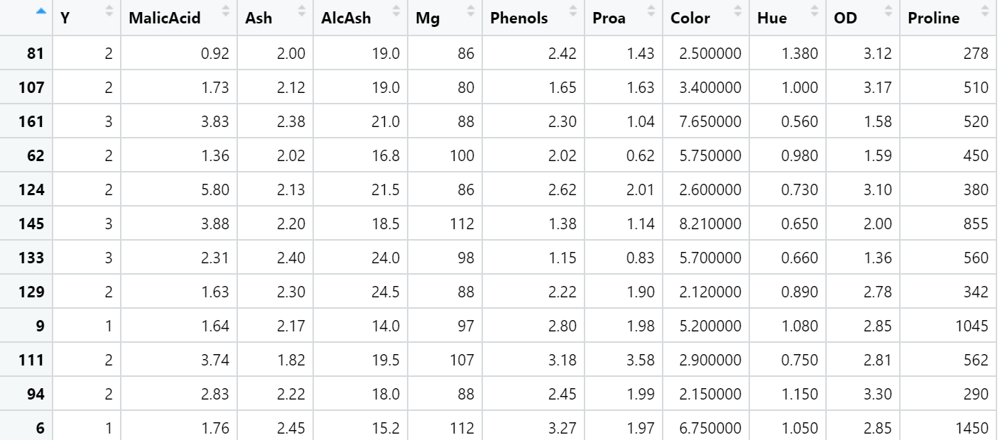 Y MalicAcid Ash AlcAsh Mg Phenols Proa Color Hue OD Proline
81 2 0.92 2.00 19.0 86 2.42 1.43 2.500000 1.380 3.12 278
107 2 1.73 2.12 19.0 80 1.65 1.63 3.400000 1.000 3.17 510
161 3 3.83 2.38 21.0 88 2.30 1.04 7.650000 0.560 1.58 520
62 2 1.36 2.02 16.8 100 2.02 0.62 5.750000 0.980 1.59 450
124 2 5.80 2.13 21.5 86 2.62 2.01 2.600000 0.730 3.10 380
145 3 3.88 2.20 18.5 112 1.38 1.14 8.210000 0.650 2.00 855
133 3 2.31 2.40 24.0 98 1.15 0.83 5.700000 0.660 1.36 560
129 2 1.63 2.30 24.5 88 2.22 1.90 2.120000 0.890 2.78 342
9 1 1.64 2.17 14.0 97 2.80 1.98 5.200000 1.080 2.85 1045
111 2 3.74 1.82 19.5 107 3.18 3.58 2.900000 0.750 2.81 562
94 2 2.83 2.22 18.0 88 2.45 1.99 2.150000 1.150 3.30 290
6 1 1.76 2.45 15.2 112 3.27 1.97 6.750000 1.050 2.85 1450